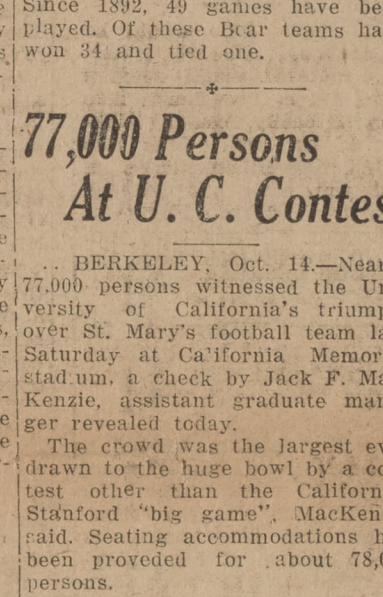 Since 1892, 49 games have be
played. Of these Bear teams ha
won 34 and tied one.
77,000 Persons
At U. C. Contes
.. BERKELEY, Oct. 14.—Near
77,000 persons witnessed the Un
versity of California's triump
over St. Mary's football team la
Saturday at Ca'ifornia Memor
stadium, a check by Jack F. Ma
Kenzie, assistant graduate man
ger revealed today.
The crowd was the largest ev
drawn to the huge bowl by a co
test other than the Californ
Stanford "big game", MacKen
said. Seating accommodations h
been proveded for about 78,0
persons.